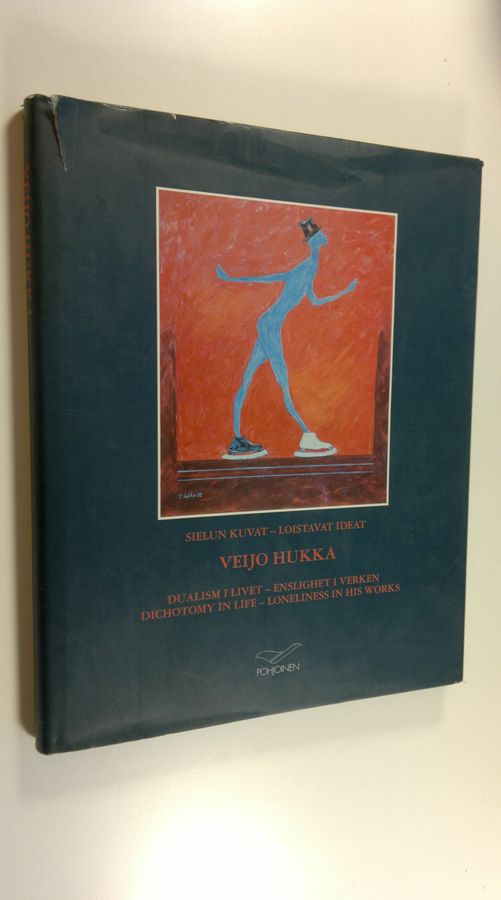 SIELUN KUVAT – LOISTAVAT IDEAT
VEIJO HUKKA
DUALISM I LIVET – ENSLIGHET I VERKEN
DICHOTOMY IN LIFE – LONELINESS IN HIS WORKS
POHJOINEN